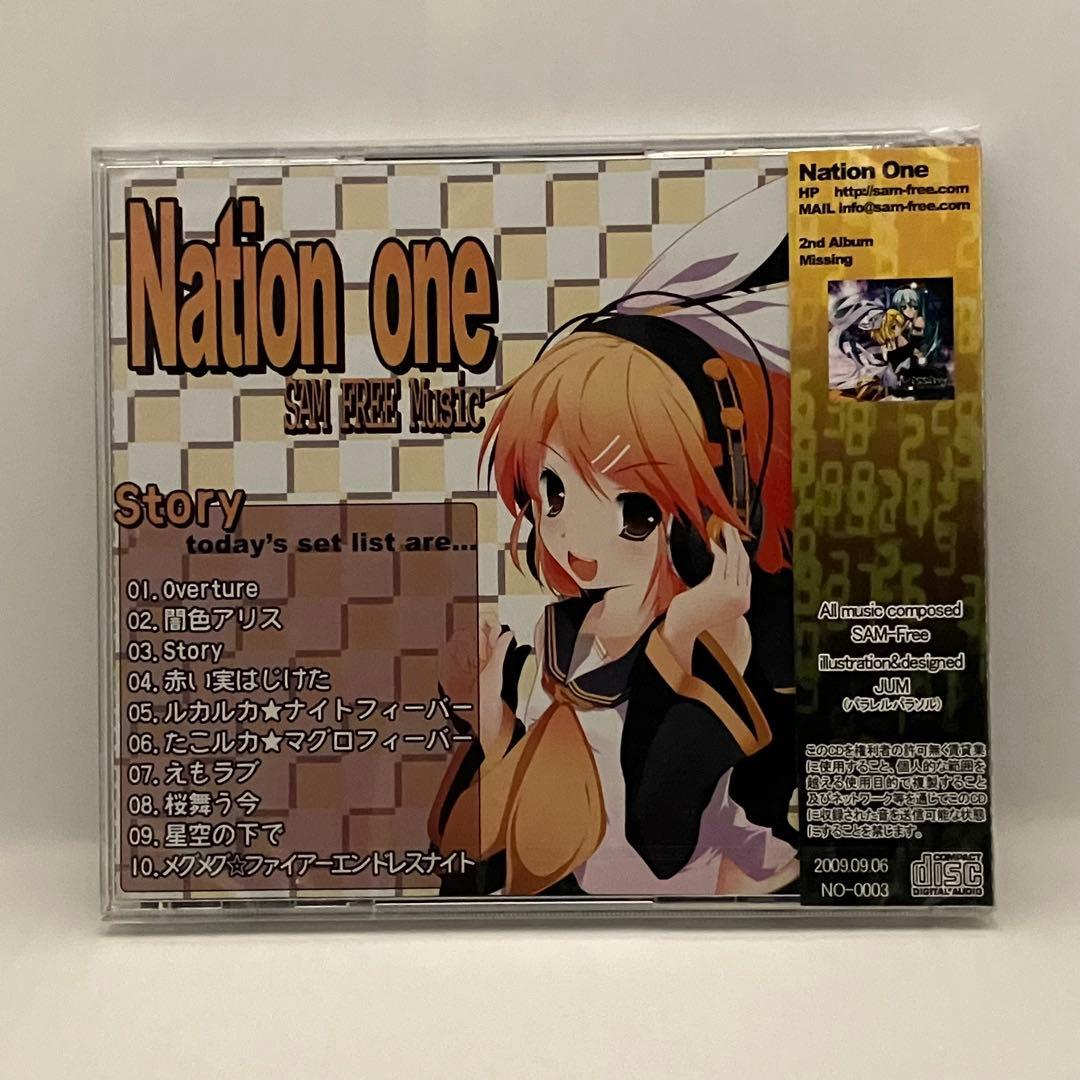 Nation one
SAM FREE Music
Story
today's set list are...
01. Overture
02. 闇色アリス
03. Story
04. 赤い実はじけた
05. ルカルカ★ナイトフィーバー
06. たこルカ★マグロフィーバー
07. えもラブ
08. 桜舞う今
09. 星空の下で
10. メグメグ☆ファイアーエンドレスナイト
Nation One
HP http://sam-free.com
MAIL info@sam-free.com
2nd Album
Missing
All music composed
SAM-Free
illustration&designed
JUM
(パラレルパラソル)
このCDを権利者の許可無く賃貸業
に使用すること、個人的な範囲を
越える使用目的で複製すること
及びネットワーク等を通じてこのCD
に収録された音を送信可能な状態
にすることを禁じます。
2009.09.06
NO-0003
COMPACT
disc
DIGITAL AUDIO